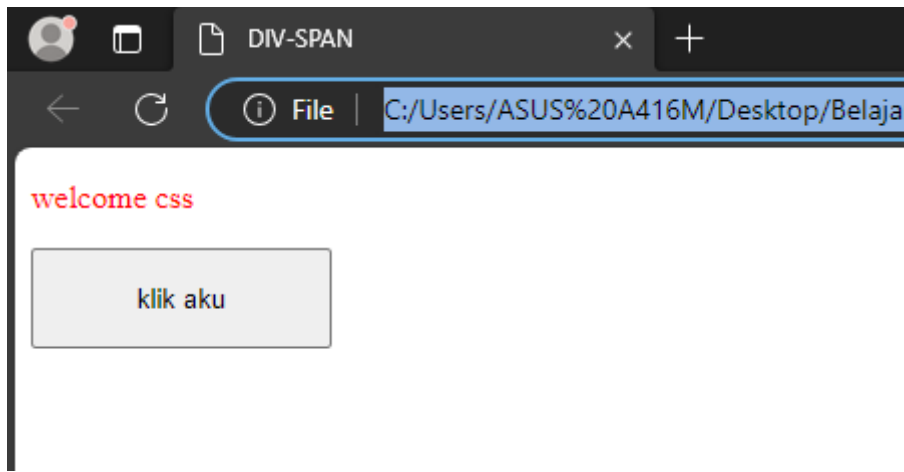 DIV-SPAN
File
C:/Users/ASUS%20A416M/Desktop/Belaja
welcome css
klik aku